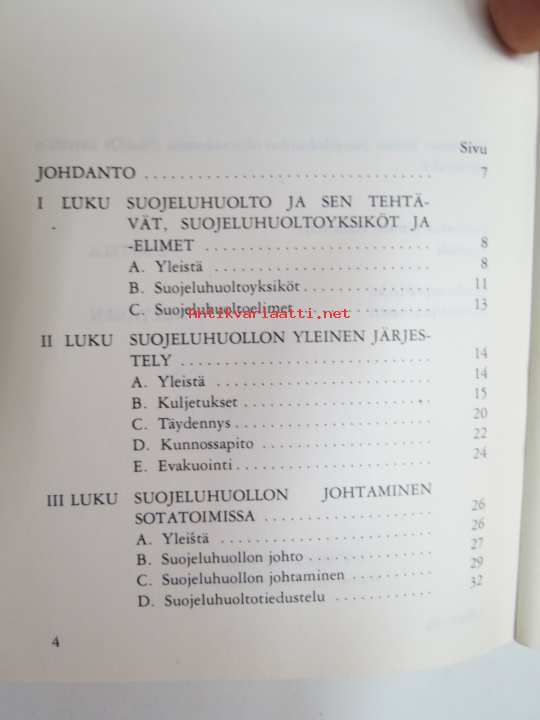 Sivu
JOHDANTO ................................ 7
I LUKU SUOJELUHUOLTO JA SEN TEHTÄ-
VÄT, SUOJELUHUOLTOYKSIKÖT JA
-ELIMET ......................... 8
A. Yleistä ......................... 8
B. Suojeluhuoltoyksiköt ............... 11
C. Suojeluhuoltoelimet ................ 13
antikvariaatti.net
II LUKU SUOJELUHUOLLON YLEINEN JÄRJES-
TELY ............................ 14
A. Yleistä ......................... 14
B. Kuljetukset ...................... 15
C. Täydennys ....................... 20
D. Kunnossapito .................... 22
E. Evakuointi ....................... 24
III LUKU SUOJELUHUOLLON JOHTAMINEN
SOTATOIMISSA ................... 26
A. Yleistä ......................... 26
B. Suojeluhuollon johto .............. 27
C. Suojeluhuollon johtaminen ......... 29
D. Suojeluhuoltotiedustelu ........... 32
4